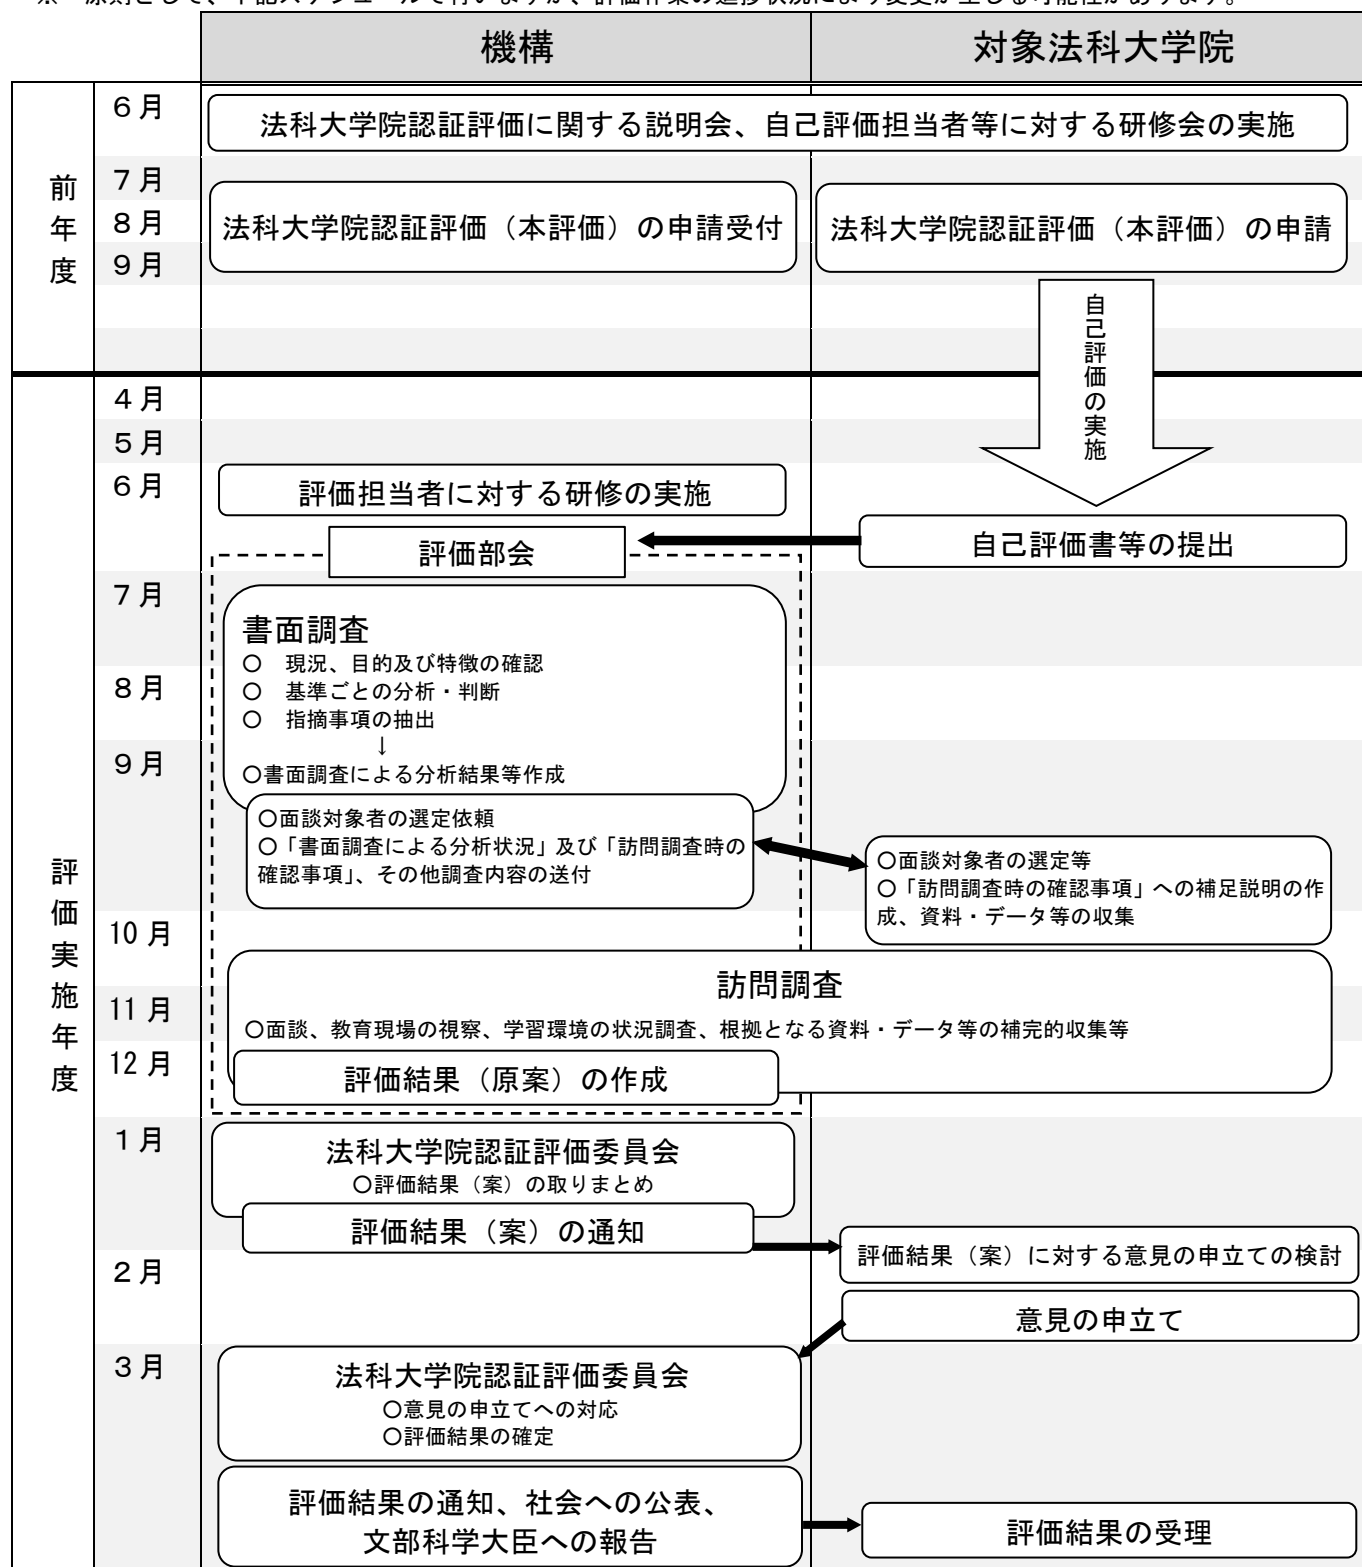 機構
対象法科大学院
前年度
6月
法科大学院認証評価に関する説明会、自己評価担当者等に対する研修会の実施
7月
8月
9月
法科大学院認証評価（本評価）の申請受付
法科大学院認証評価（本評価）の申請
自己評価の実施
評価実施年度
4月
5月
6月
評価担当者に対する研修の実施
自己評価書等の提出
評価部会
7月
書面調査
○　現況、目的及び特徴の確認
8月
○　基準ごとの分析・判断
○　指摘事項の抽出
↓
9月
○書面調査による分析結果等作成
○面談対象者の選定依頼
○「書面調査による分析状況」及び「訪問調査時の
確認事項」、その他調査内容の送付
○面談対象者の選定等
○「訪問調査時の確認事項」への補足説明の作
成、資料・データ等の収集
10月
訪問調査
11月
○面談、教育現場の視察、学習環境の状況調査、根拠となる資料・データ等の補完的収集等
12月
評価結果（原案）の作成
1月
法科大学院認証評価委員会
○評価結果（案）の取りまとめ
評価結果（案）の通知
評価結果（案）に対する意見の申立ての検討
2月
意見の申立て
3月
法科大学院認証評価委員会
○意見の申立てへの対応
○評価結果の確定
評価結果の通知、社会への公表、
文部科学大臣への報告
評価結果の受理